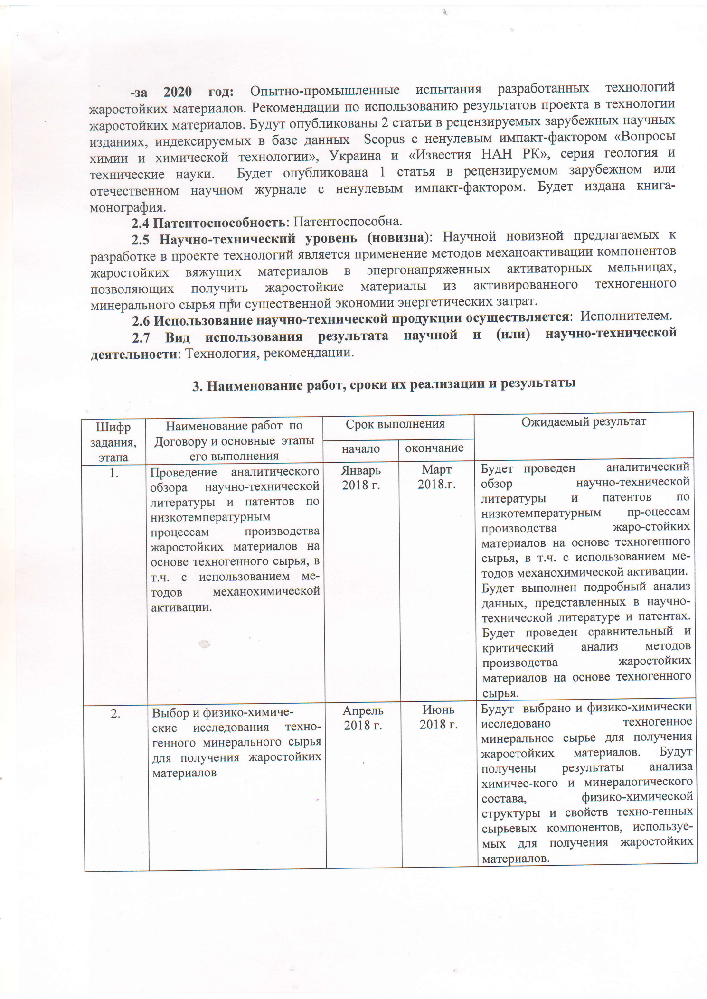 -за 2020 год: Опытно-промышленные испытания разработанных технологий
жаростойких материалов. Рекомендации по использованию результатов проекта в технологии
жаростойких материалов. Будут опубликованы 2 статьи в рецензируемых зарубежных научных
изданиях, индексируемых в базе данных Scopus с ненулевым импакт-фактором «Вопросы
химии и химической технологии», Украина и «Известия НАН РК», серия геология и
технические науки. Будет опубликована 1 статья в рецензируемом зарубежном или
отечественном научном журнале с ненулевым импакт-фактором. Будет издана книга-
монография.
2.4 Патентоспособность: Патентоспособна.
2.5 Научно-технический уровень (новизна): Научной новизной предлагаемых к
разработке в проекте технологий является применение методов механоактивации компонентов
жаростойких вяжущих материалов в энергонапряженных активаторных мельницах,
позволяющих получить жаростойкие материалы из активированного техногенного
минерального сырья при существенной экономии энергетических затрат.
2.6 Использование научно-технической продукции осуществляется: Исполнителем.
2.7 Вид использования результата научной и (или) научно-технической
деятельности: Технология, рекомендации.
3. Наименование работ, сроки их реализации и результаты
Шифр
задания,
этапа
Наименование работ по
Договору и основные этапы
его выполнения
Срок выполнения
начало
окончание
Ожидаемый результат
1.
Проведение аналитического
обзора научно-технической
литературы и патентов по
низкотемпературным
процессам производства
жаростойких материалов на
основе техногенного сырья, в
т.ч. с использованием ме-
тодов механохимической
активации.
Январь
2018 г.
Март
2018.г.
Будет проведен аналитический
обзор научно-технической
литературы и патентов по
низкотемпературным пр-оцессам
производства жаро-стойких
материалов на основе техногенного
сырья, в т.ч. с использованием ме-
тодов механохимической активации.
Будет выполнен подробный анализ
данных, представленных в научно-
технической литературе и патентах.
Будет проведен сравнительный и
критический анализ методов
производства жаростойких
материалов на основе техногенного
сырья.
2.
Выбор и физико-химиче-
ские исследования техно-
генного минерального сырья
для получения жаростойких
материалов
Апрель
2018 г.
Июнь
2018 г.
Будут выбрано и физико-химически
исследовано техногенное
минеральное сырье для получения
жаростойких материалов. Будут
получены результаты анализа
химичес-кого и минералогического
состава, физико-химической
структуры и свойств техно-генных
сырьевых компонентов, используе-
мых для получения жаростойких
материалов.